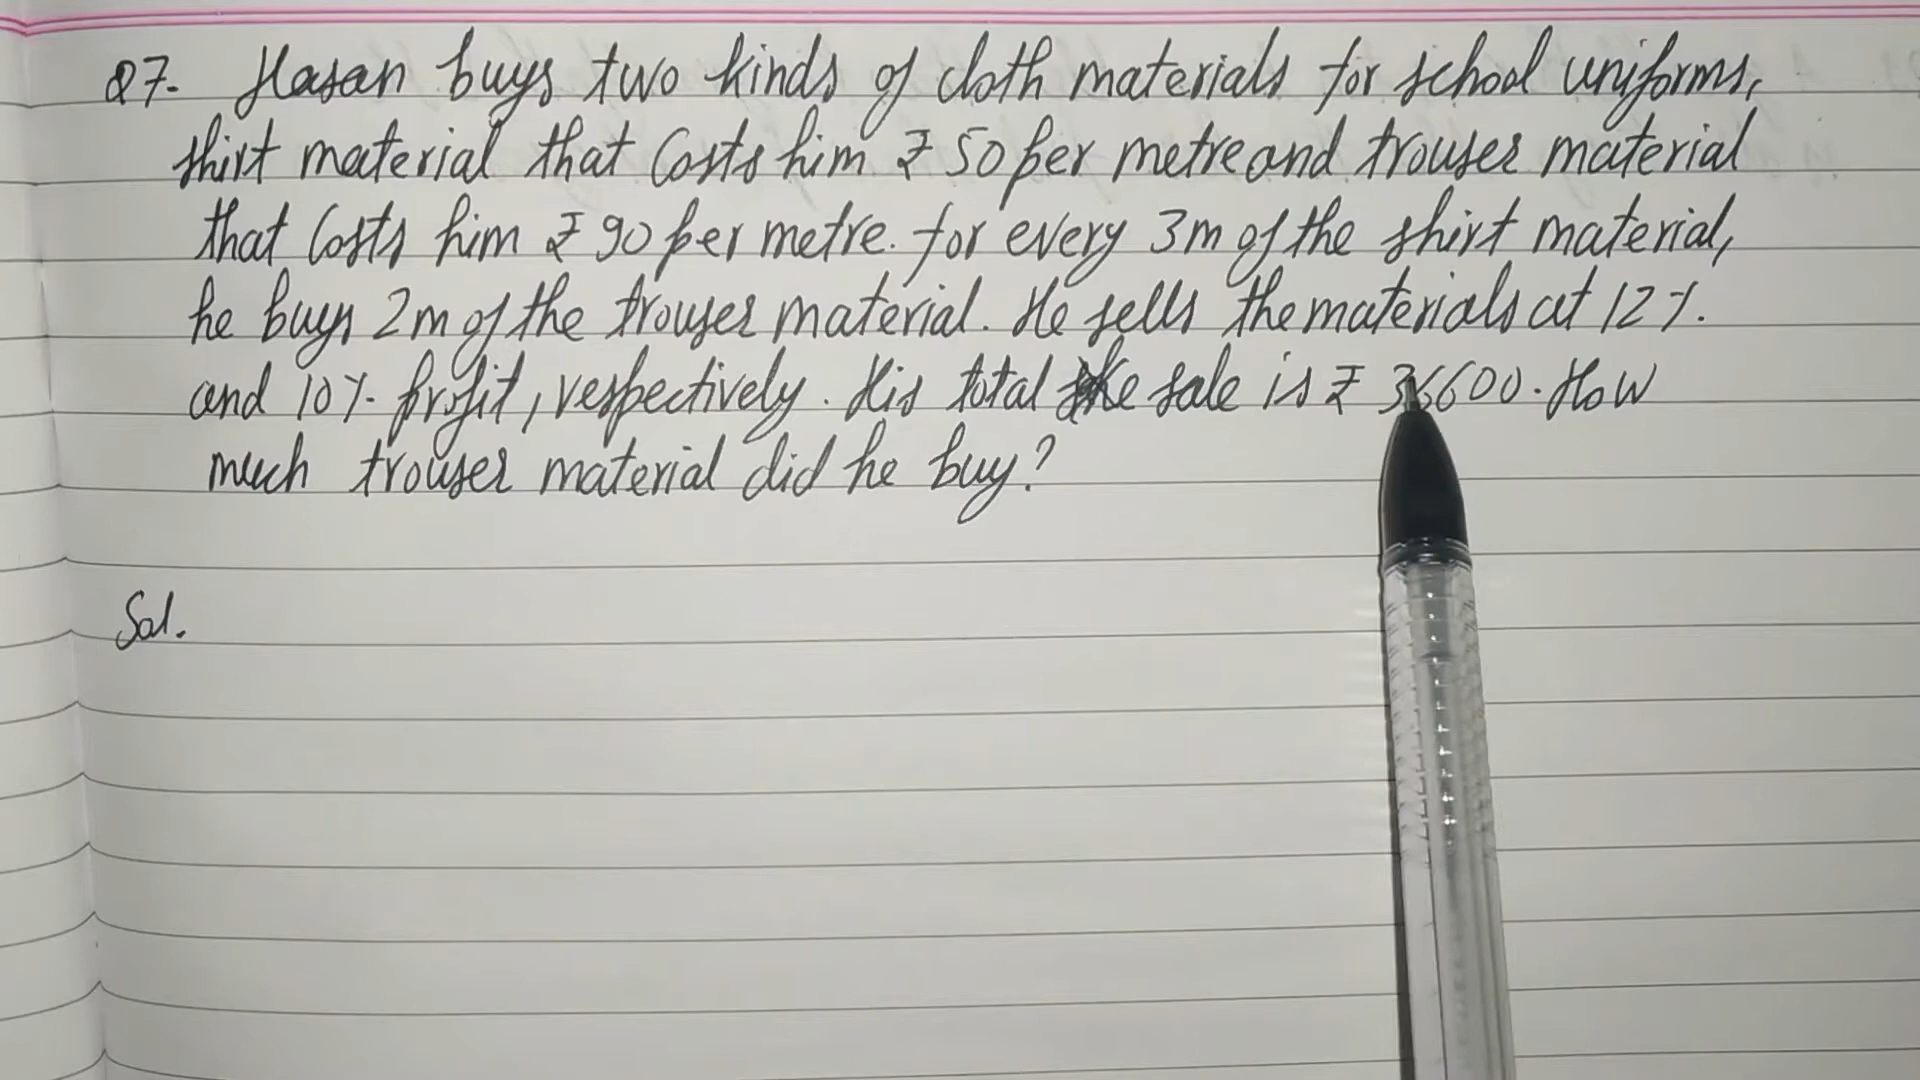 Q7. Hasan buys two kinds of cloth materials for school uniforms,
shirt material that Costs him ₹ 50 per metre and trouser material
that Costs him ₹ 90 per metre. for every 3m of the shirt material,
he buys 2m of the trouser material. He sells the materials at 12%.
and 10%. profit, respectively. His total sale is ₹ 36600. How
much trouser material did he buy?
Sol.